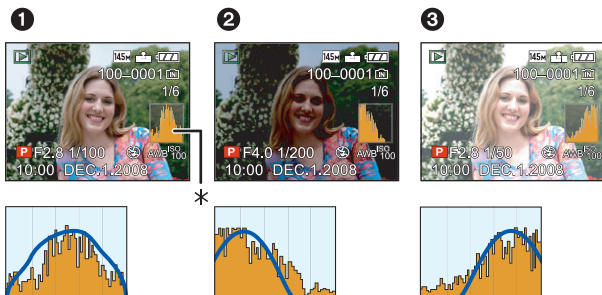 1 2 3
145M
100–0001
1/6
P F2.8 1/100 AWB ISO 100
10:00 DEC.1.2008
145M
100–0001
1/6
P F4.0 1/200 AWB ISO 100
10:00 DEC.1.2008
145M
100–0001
1/6
P F2.8 1/50 AWB ISO 100
10:00 DEC.1.2008
*